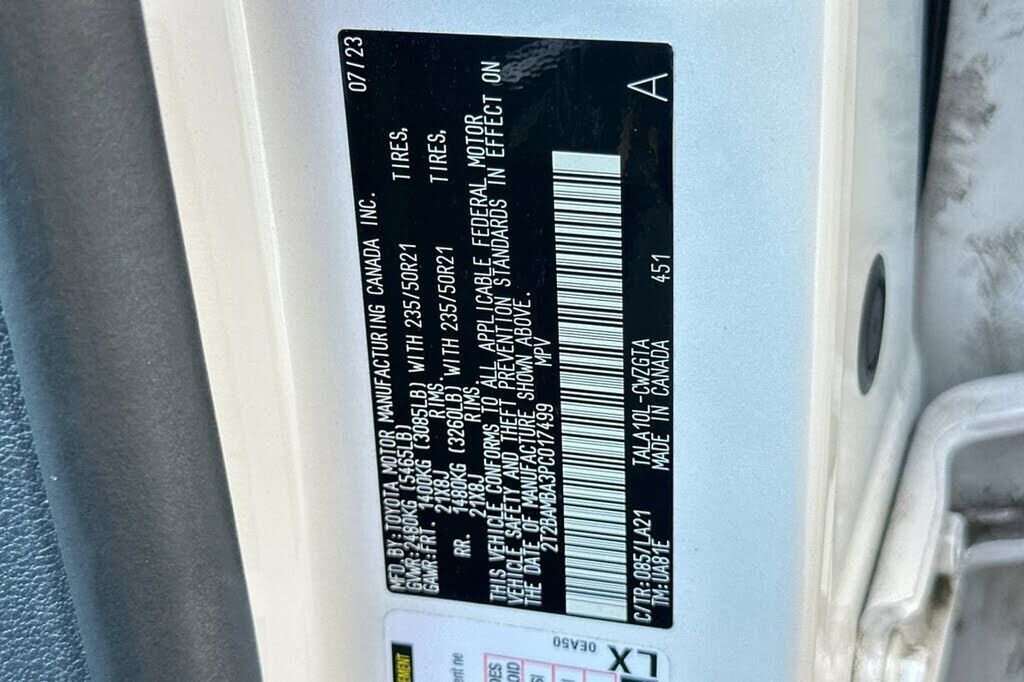 MFD. BY: TOYOTA MOTOR MANUFACTURING CANADA INC. 07/23
GVWR: 2480KG (5465LB)
GAWR: FRT. 1400KG (3085LB) WITH 235/50R21 TIRES,
21X8J RIMS.
RR. 1480KG (3260LB) WITH 235/50R21 TIRES,
21X8J RIMS.
THIS VEHICLE CONFORMS TO ALL APPLICABLE FEDERAL MOTOR
VEHICLE SAFETY AND THEFT PREVENTION STANDARDS IN EFFECT ON
THE DATE OF MANUFACTURE SHOWN ABOVE.
2T2BAMBA3PC017499 MPV
A
C/TR:085/LA21 TALA10L-CWZGTA 451
TM:UA81E MADE IN CANADA
EMENT
LX
0EA50